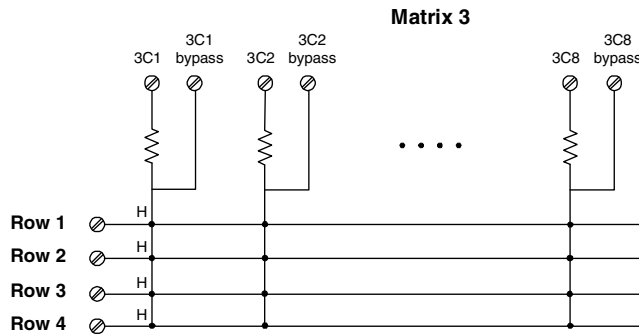 Matrix 3
3C1
3C1 bypass
3C2
3C2 bypass
3C8
3C8 bypass
Row 1
H
Row 2
H
Row 3
H
Row 4
H